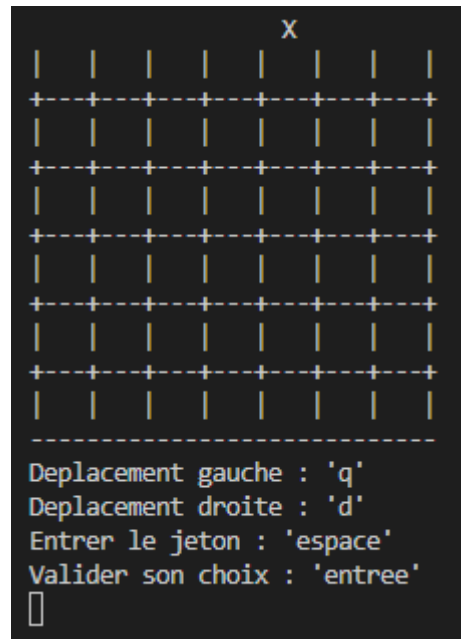 X
|   |   |   |   |   |   |   |
+---+---+---+---+---+---+---+
|   |   |   |   |   |   |   |
+---+---+---+---+---+---+---+
|   |   |   |   |   |   |   |
+---+---+---+---+---+---+---+
|   |   |   |   |   |   |   |
+---+---+---+---+---+---+---+
|   |   |   |   |   |   |   |
+---+---+---+---+---+---+---+
|   |   |   |   |   |   |   |
-----------------------------
Deplacement gauche : 'q'
Deplacement droite : 'd'
Entrer le jeton : 'espace'
Valider son choix : 'entree'